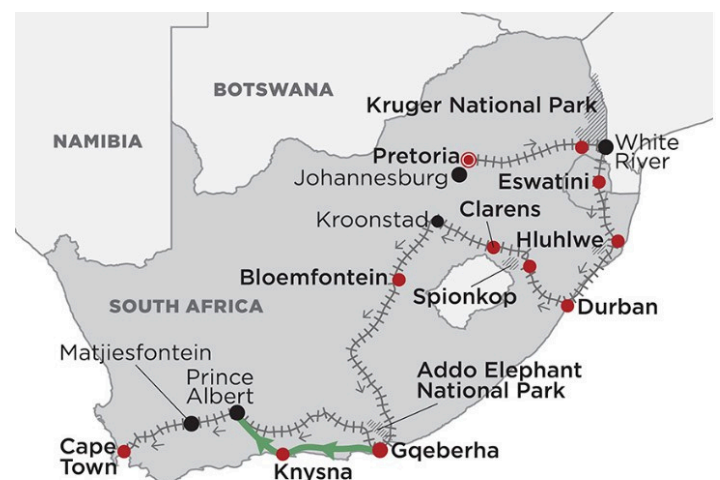 BOTSWANA
Kruger National Park
NAMIBIA
White
River
Pretoria
Johannesburg
Eswatini
Clarens
Kroonstad
Hluhlwe
Bloemfontein
Spionkop
Durban
SOUTH AFRICA
Matjiesfontein
Prince
Albert
Addo Elephant
National Park
Cape
Town
Gqeberha
Knysna